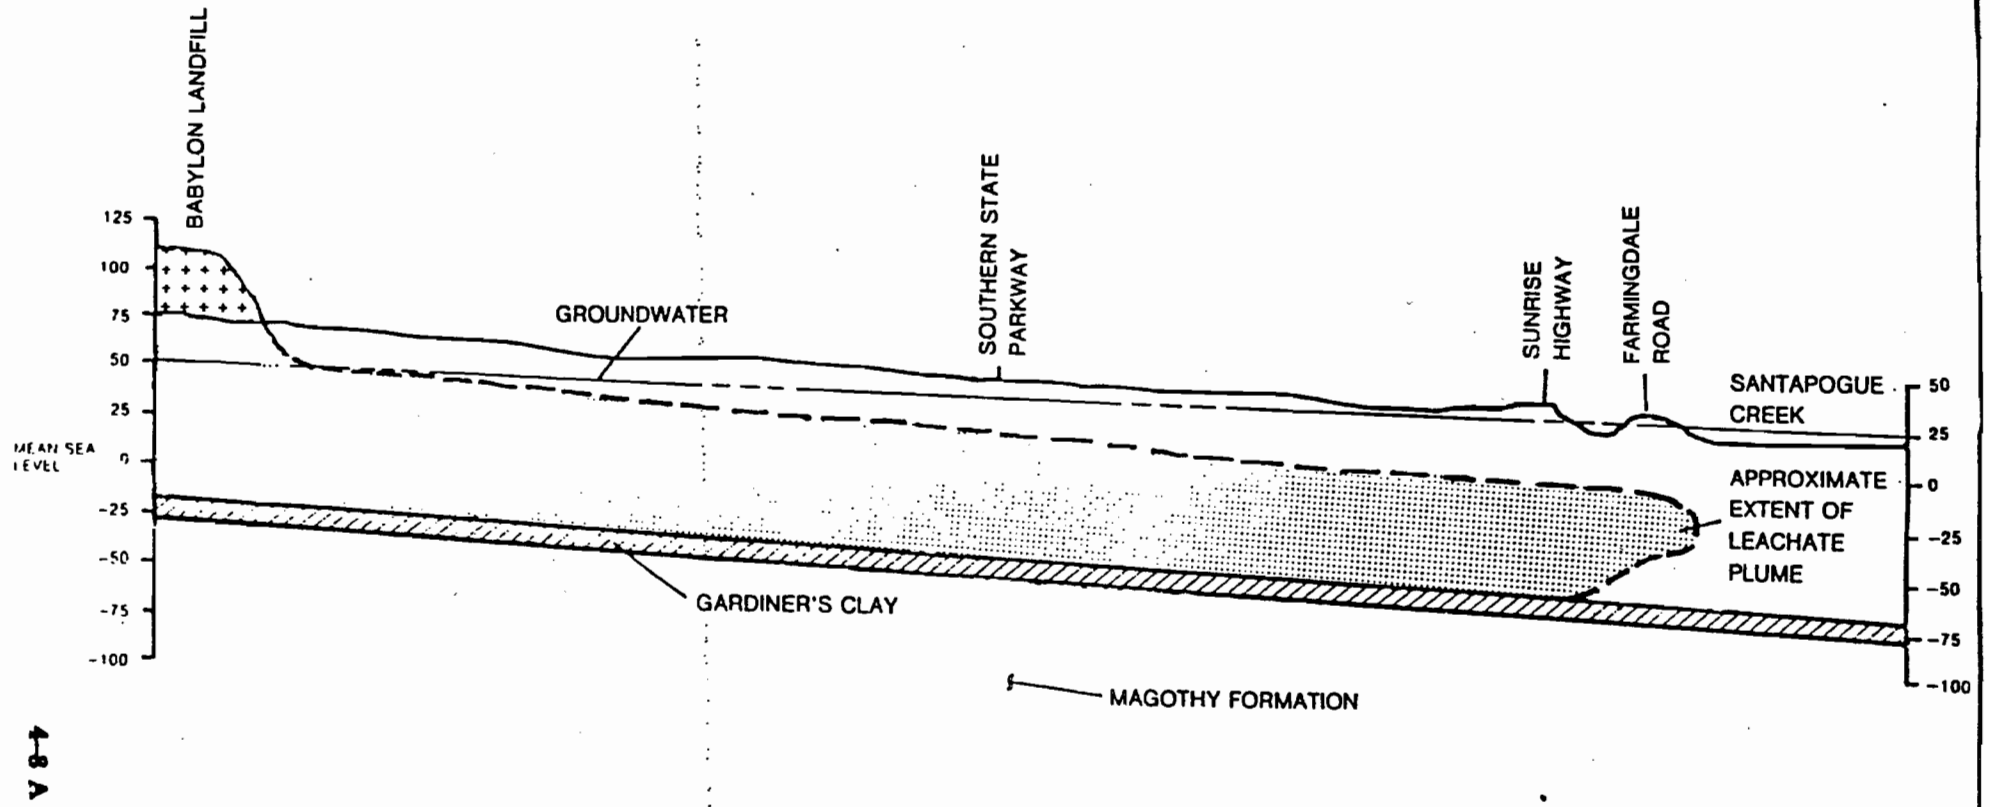 BABYLON LANDFILL
125
100
75
50
25
MEAN SEA
LEVEL
0
-25
-50
-75
-100
GROUNDWATER
SOUTHERN STATE
PARKWAY
SUNRISE
HIGHWAY
FARMINGDALE
ROAD
SANTAPOGUE
CREEK
50
25
APPROXIMATE
EXTENT OF
LEACHATE
PLUME
0
-25
-50
-75
-100
GARDINER'S CLAY
MAGOTHY FORMATION
4-8 A